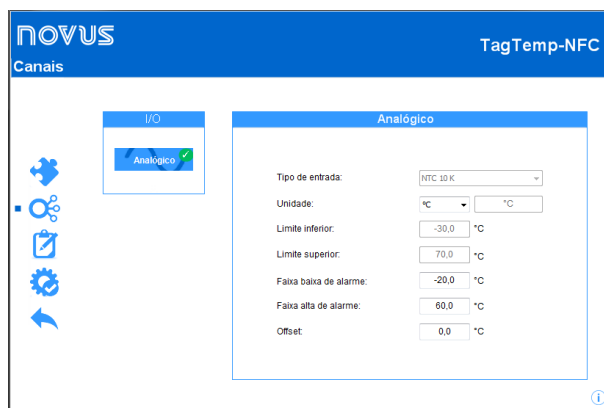 NOVUS
TagTemp-NFC
Canais
I/O
Analógico
Analógico
Tipo de entrada: NTC 10 K
Unidade: ºC °C
Limite inferior: -30,0 °C
Limite superior: 70,0 °C
Faixa baixa de alarme: -20,0 °C
Faixa alta de alarme: 60,0 °C
Offset: 0,0 °C